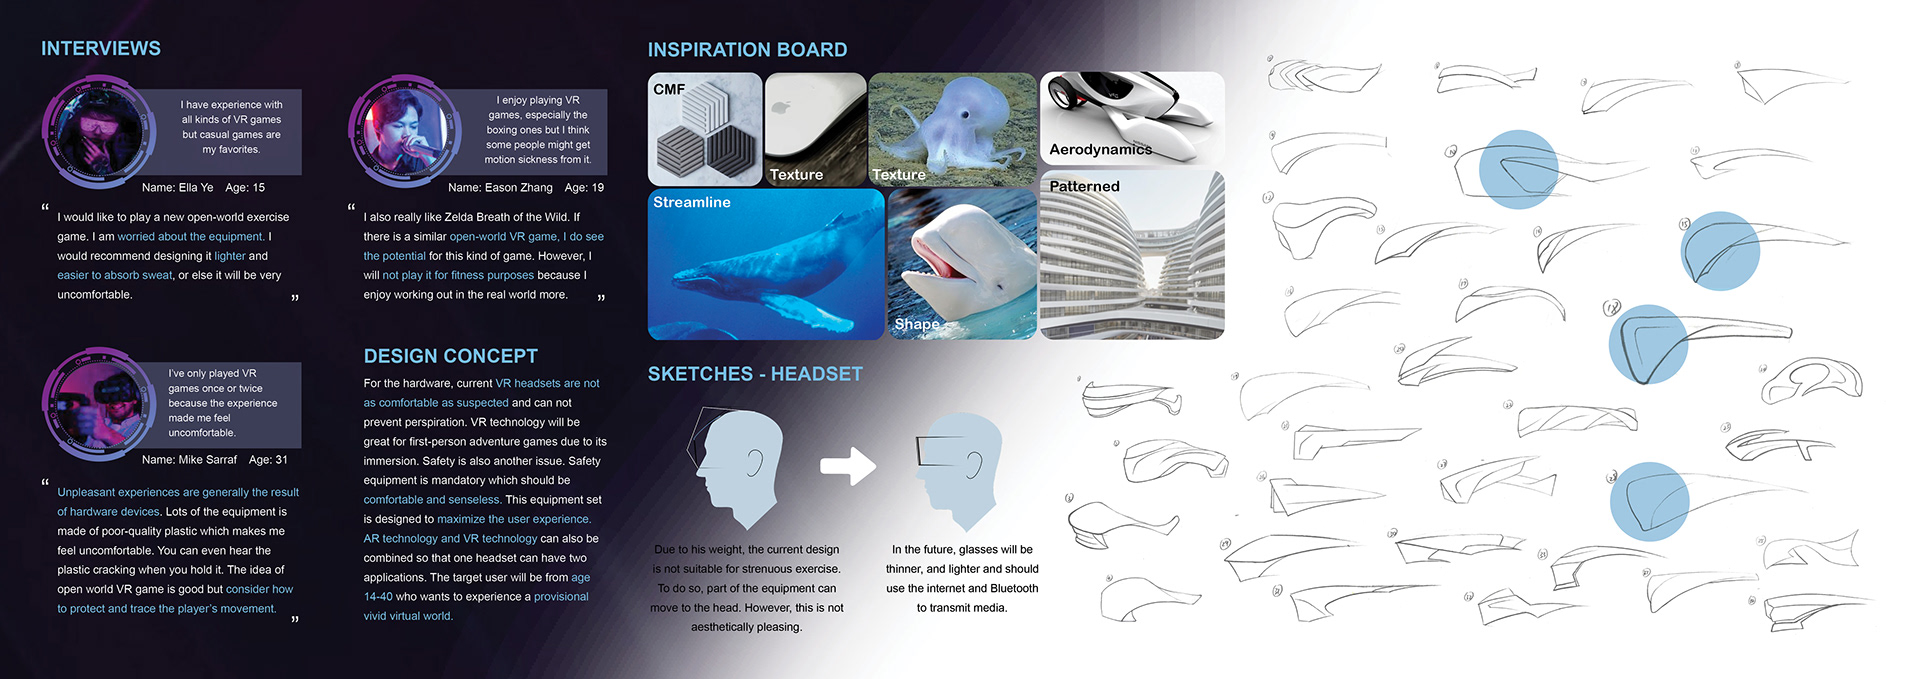 INTERVIEWS
I have experience with
all kinds of VR games
but casual games are
my favorites.
Name: Ella Ye Age: 15
“ I would like to play a new open-world exercise
game. I am worried about the equipment. I
would recommend designing it lighter and
easier to absorb sweat, or else it will be very
uncomfortable. ”
I enjoy playing VR
games, especially the
boxing ones but I think
some people might get
motion sickness from it.
Name: Eason Zhang Age: 19
“ I also really like Zelda Breath of the Wild. If
there is a similar open-world VR game, I do see
the potential for this kind of game. However, I
will not play it for fitness purposes because I
enjoy working out in the real world more. ”
I’ve only played VR
games once or twice
because the experience
made me feel
uncomfortable.
Name: Mike Sarraf Age: 31
“ Unpleasant experiences are generally the result
of hardware devices. Lots of the equipment is
made of poor-quality plastic which makes me
feel uncomfortable. You can even hear the
plastic cracking when you hold it. The idea of
open world VR game is good but consider how
to protect and trace the player’s movement. ”
DESIGN CONCEPT
For the hardware, current VR headsets are not
as comfortable as suspected and can not
prevent perspiration. VR technology will be
great for first-person adventure games due to its
immersion. Safety is also another issue. Safety
equipment is mandatory which should be
comfortable and senseless. This equipment set
is designed to maximize the user experience.
AR technology and VR technology can also be
combined so that one headset can have two
applications. The target user will be from age
14-40 who wants to experience a provisional
vivid virtual world.
INSPIRATION BOARD
CMF
Texture
Texture
Aerodynamics
Streamline
Shape
Patterned
SKETCHES - HEADSET
Due to his weight, the current design
is not suitable for strenuous exercise.
To do so, part of the equipment can
move to the head. However, this is not
aesthetically pleasing.
In the future, glasses will be
thinner, and lighter and should
use the internet and Bluetooth
to transmit media.